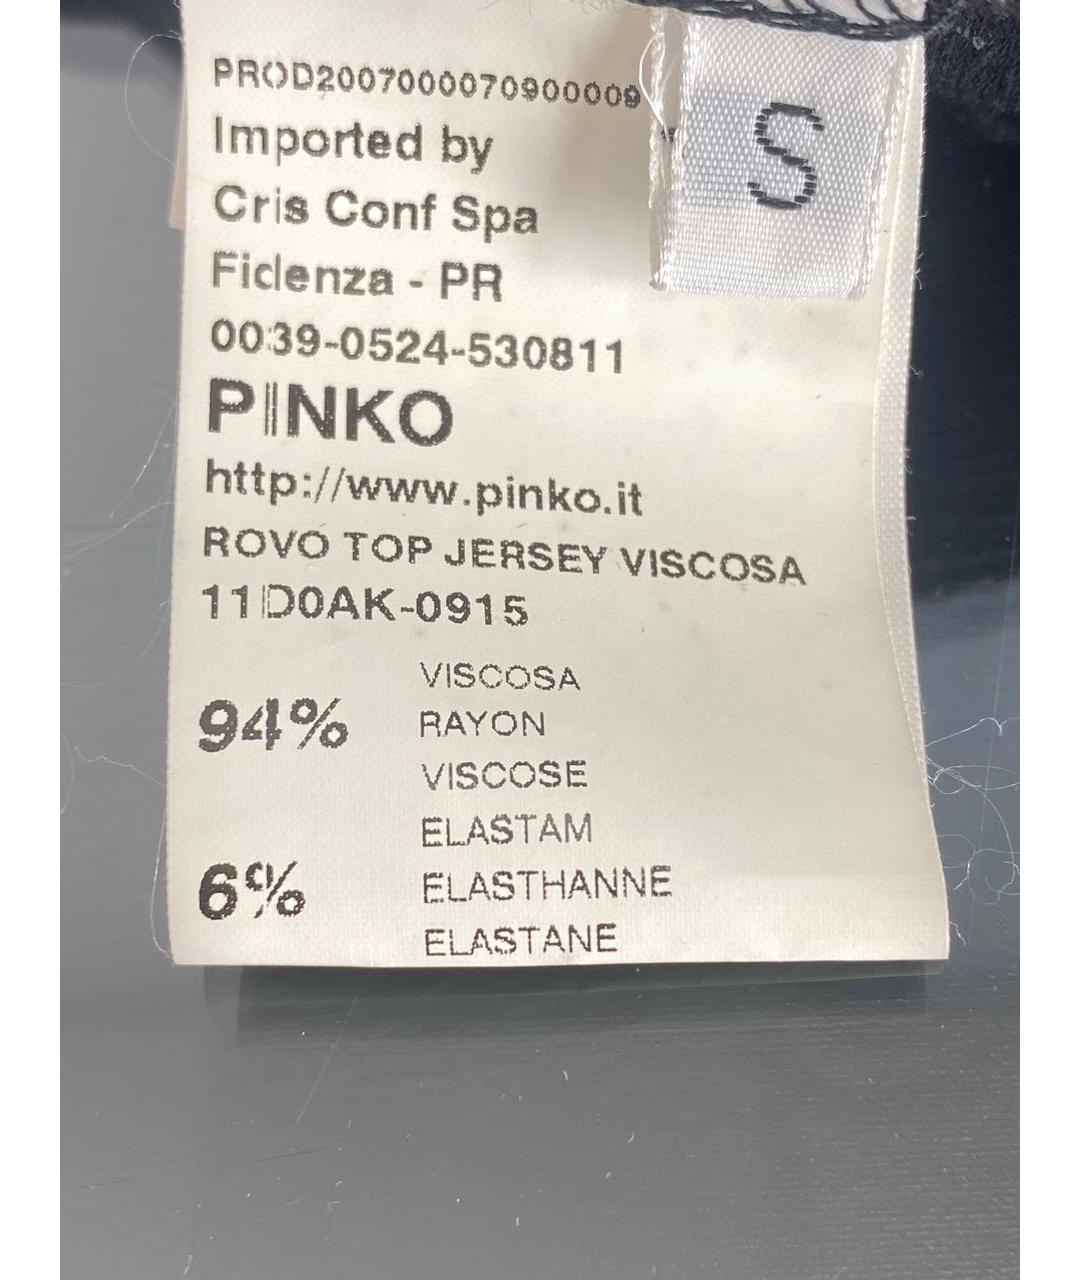 PROD2007000070900009
S
Imported by
Cris Conf Spa
Fidenza - PR
0039-0524-530811
PINKO
http://www.pinko.it
ROVO TOP JERSEY VISCOSA
11D0AK-0915
VISCOSA
94% RAYON
VISCOSE
ELASTAM
6% ELASTHANNE
ELASTANE